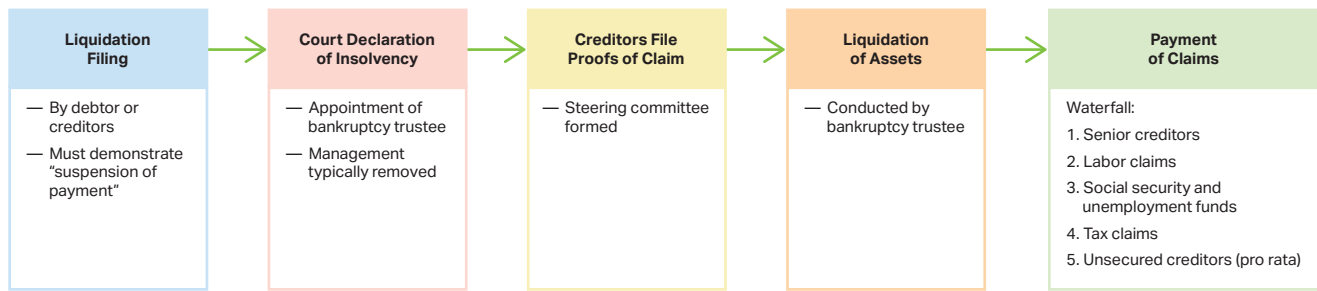 Liquidation
Filing
— By debtor or
creditors
— Must demonstrate
“suspension of
payment“
Court Declaration
of Insolvency
— Appointment of
bankruptcy trustee
— Management
typically removed
Creditors File
Proofs of Claim
— Steering committee
formed
Liquidation
of Assets
— Conducted by
bankruptcy trustee
Payment
of Claims
Waterfall:
1. Senior creditors
2. Labor claims
3. Social security and
unemployment funds
4. Tax claims
5. Unsecured creditors (pro rata)